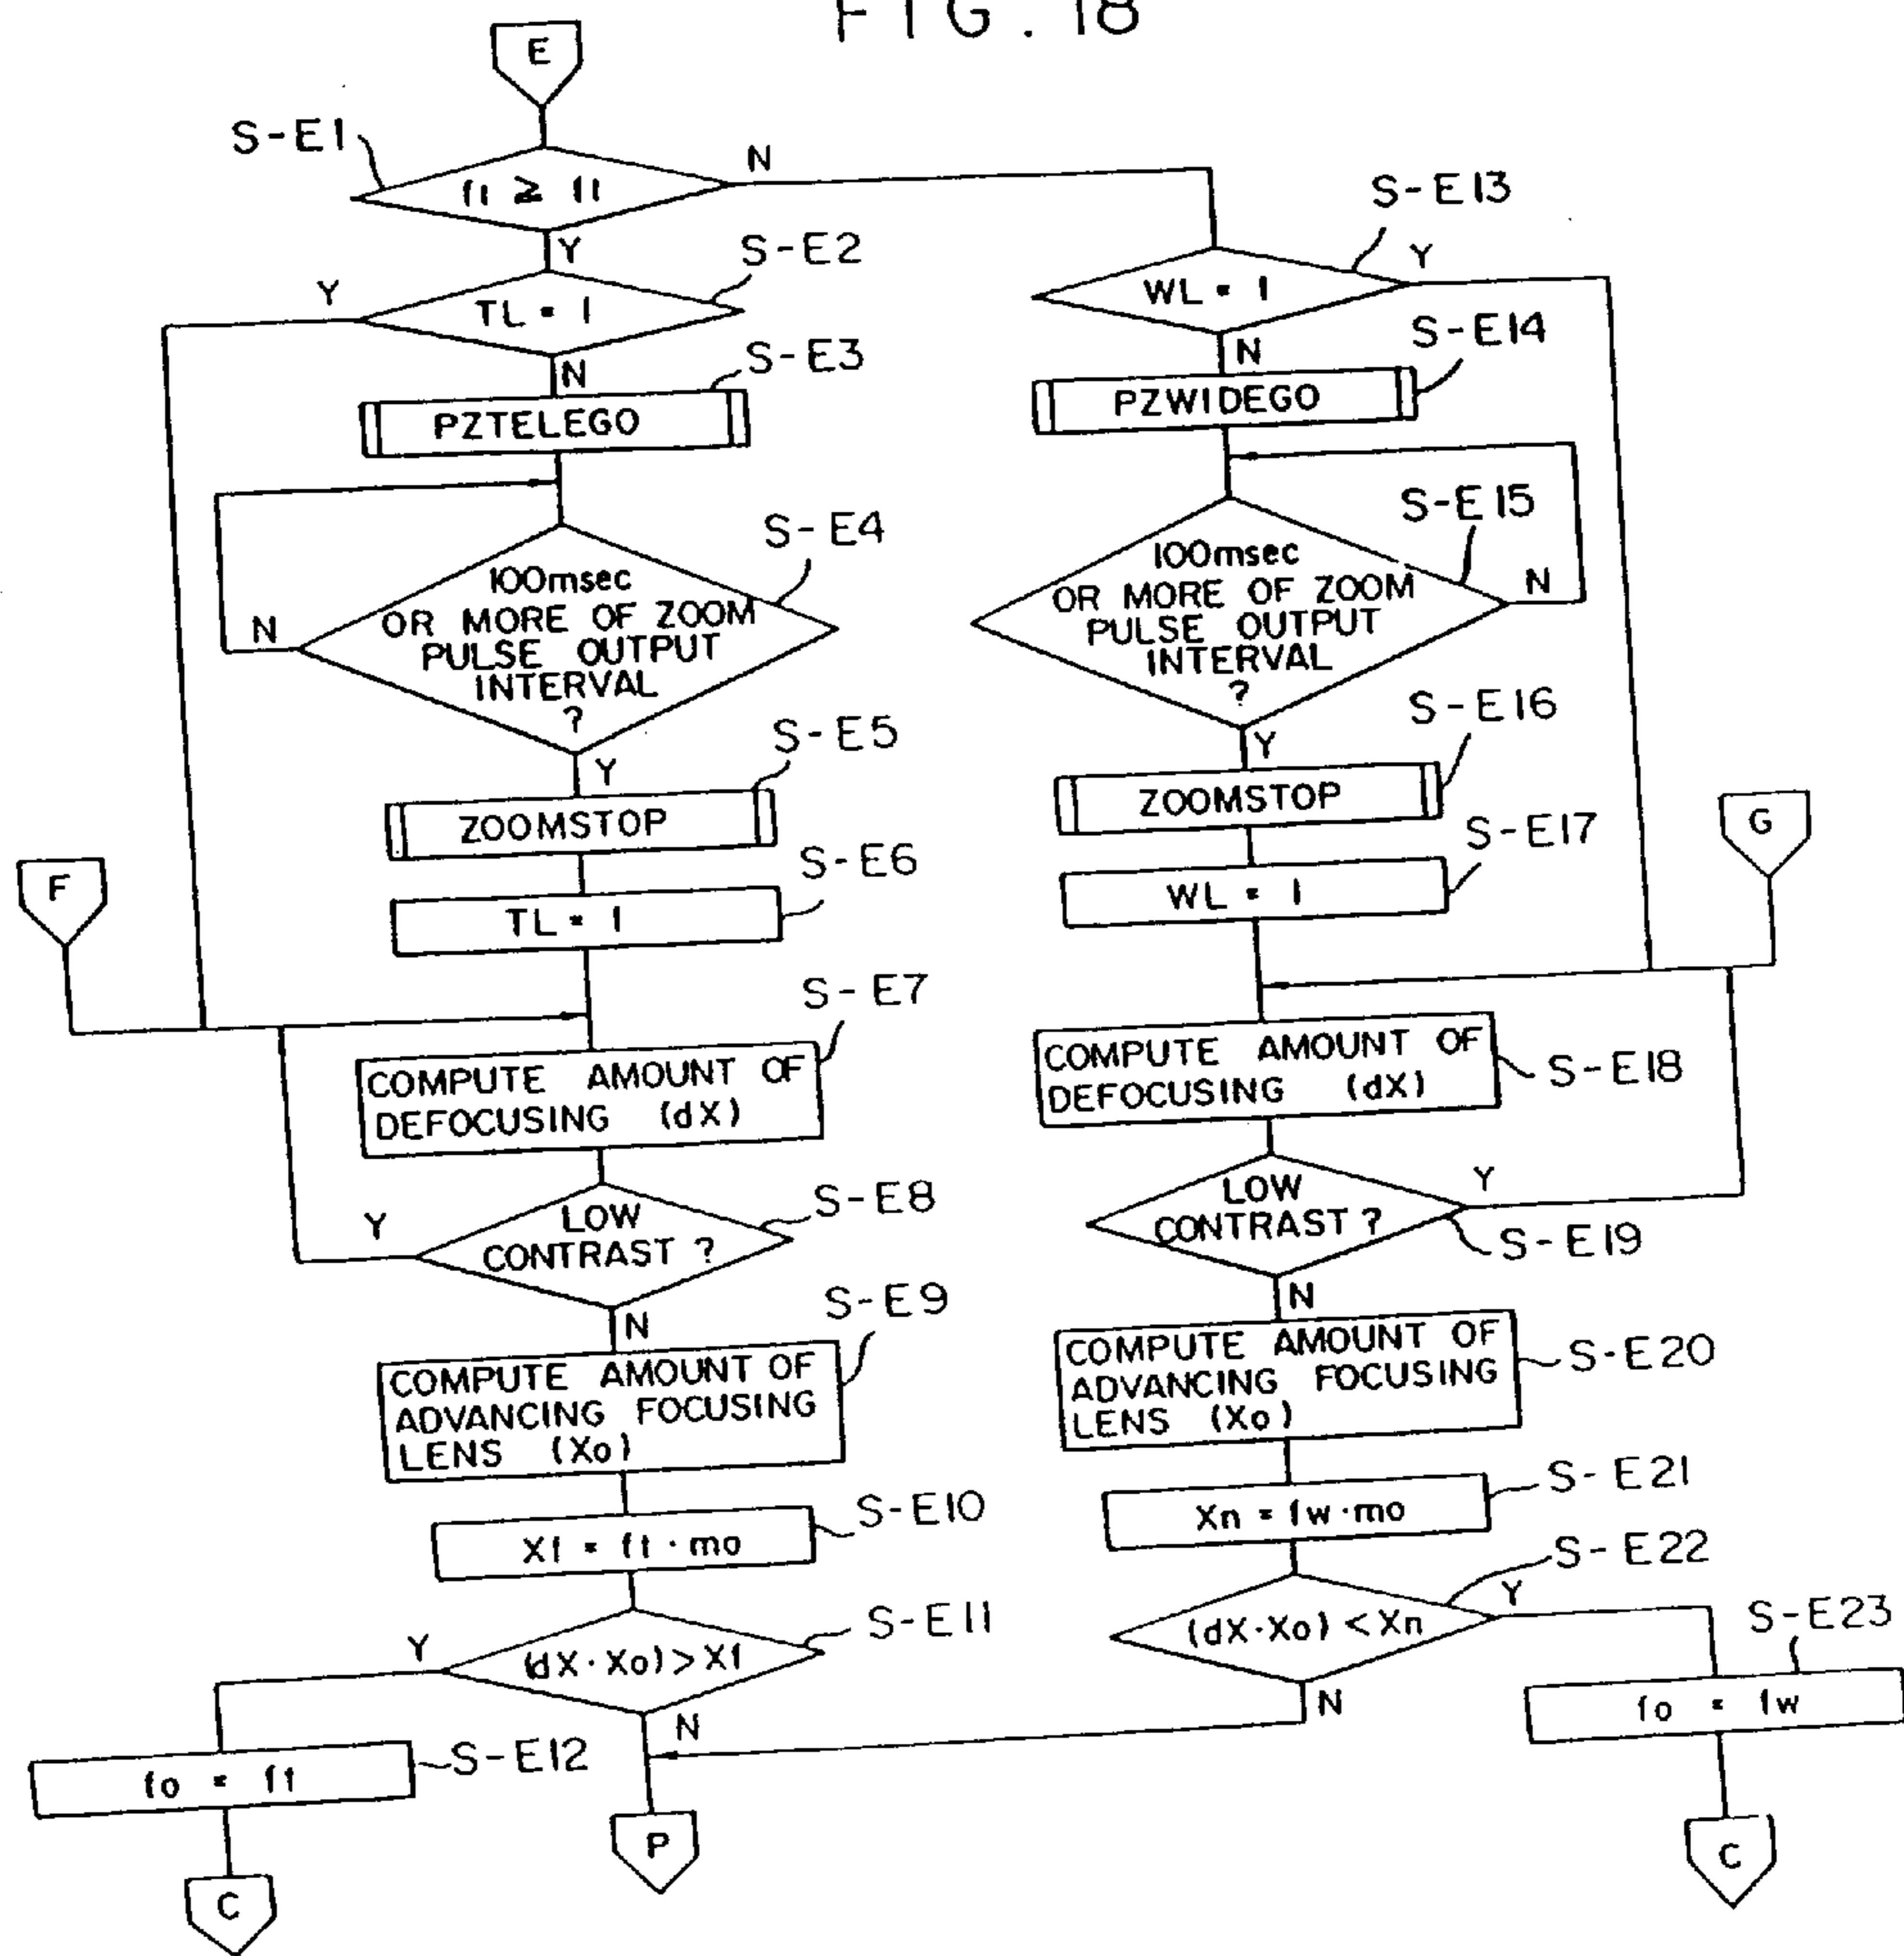 FIG. 18
E
S-E1
f1 ≥ ft
N
Y
S-E2
TL = 1
Y
N
S-E3
PZTELEGO
S-E4
100msec
OR MORE OF ZOOM
PULSE OUTPUT
INTERVAL
?
N
Y
S-E5
ZOOMSTOP
S-E6
TL = 1
F
S-E7
COMPUTE AMOUNT OF
DEFOCUSING (dX)
S-E8
LOW
CONTRAST ?
Y
N
S-E9
COMPUTE AMOUNT OF
ADVANCING FOCUSING
LENS (Xo)
S-E10
Xf = ft·mo
S-E11
(dX·Xo) > Xf
Y
N
S-E12
fo = ft
C
P
S-E13
WL = 1
Y
N
S-E14
PZWIDEGO
S-E15
100msec
OR MORE OF ZOOM
PULSE OUTPUT
INTERVAL
?
N
Y
S-E16
ZOOMSTOP
S-E17
WL = 1
G
S-E18
COMPUTE AMOUNT OF
DEFOCUSING (dX)
S-E19
LOW
CONTRAST ?
Y
N
S-E20
COMPUTE AMOUNT OF
ADVANCING FOCUSING
LENS (Xo)
S-E21
Xn = fw·mo
S-E22
(dX·Xo) < Xn
Y
N
S-E23
fo = fw
C